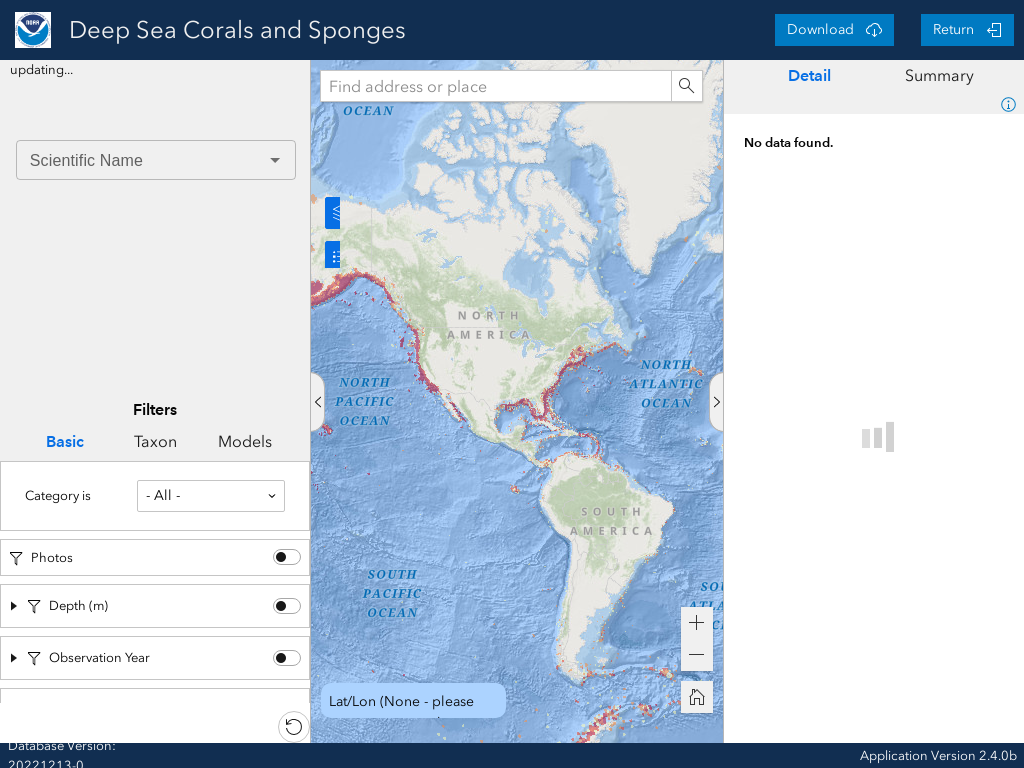 NOAA
Deep Sea Corals and Sponges
Download
Return
updating...
Scientific Name
Filters
Basic
Taxon
Models
Category is
- All -
Photos
Depth (m)
Observation Year
Database Version:
20221213-0
Find address or place
OCEAN
NORTH
AMERICA
NORTH
PACIFIC
OCEAN
NORTH
ATLANTIC
OCEAN
SOUTH
AMERICA
SOUTH
PACIFIC
OCEAN
SOU
ATLA
Lat/Lon (None - please
Detail
Summary
No data found.
Application Version 2.4.0b